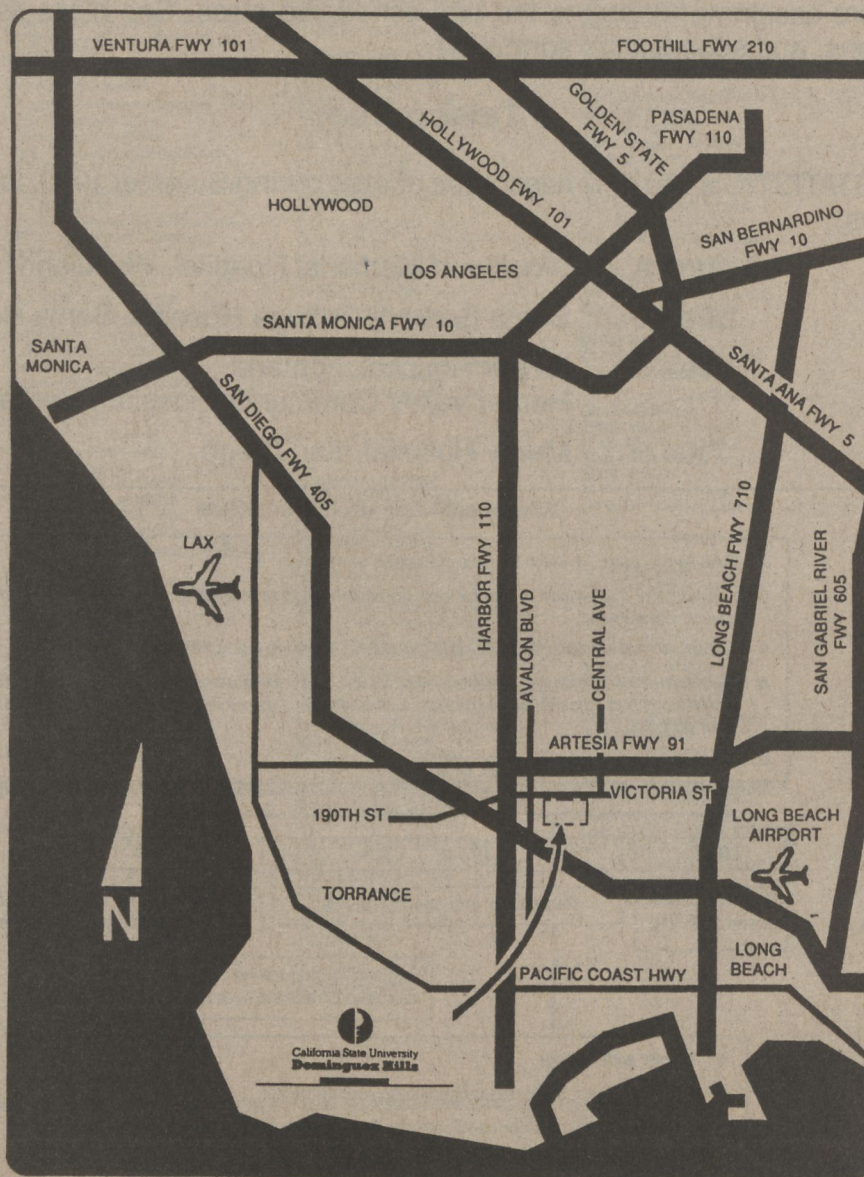 VENTURA FWY 101
FOOTHILL FWY 210
GOLDEN STATE
FWY 5
PASADENA
FWY 110
HOLLYWOOD FWY 101
HOLLYWOOD
SAN BERNARDINO
FWY 10
LOS ANGELES
SANTA MONICA FWY 10
SANTA
MONICA
SANTA ANA FWY 5
SAN DIEGO FWY 405
LAX
HARBOR FWY 110
AVALON BLVD
CENTRAL AVE
LONG BEACH FWY 710
SAN GABRIEL RIVER
FWY 605
ARTESIA FWY 91
VICTORIA ST
190TH ST
LONG BEACH
AIRPORT
TORRANCE
N
PACIFIC COAST HWY
LONG
BEACH
California State University
Dominguez Hills